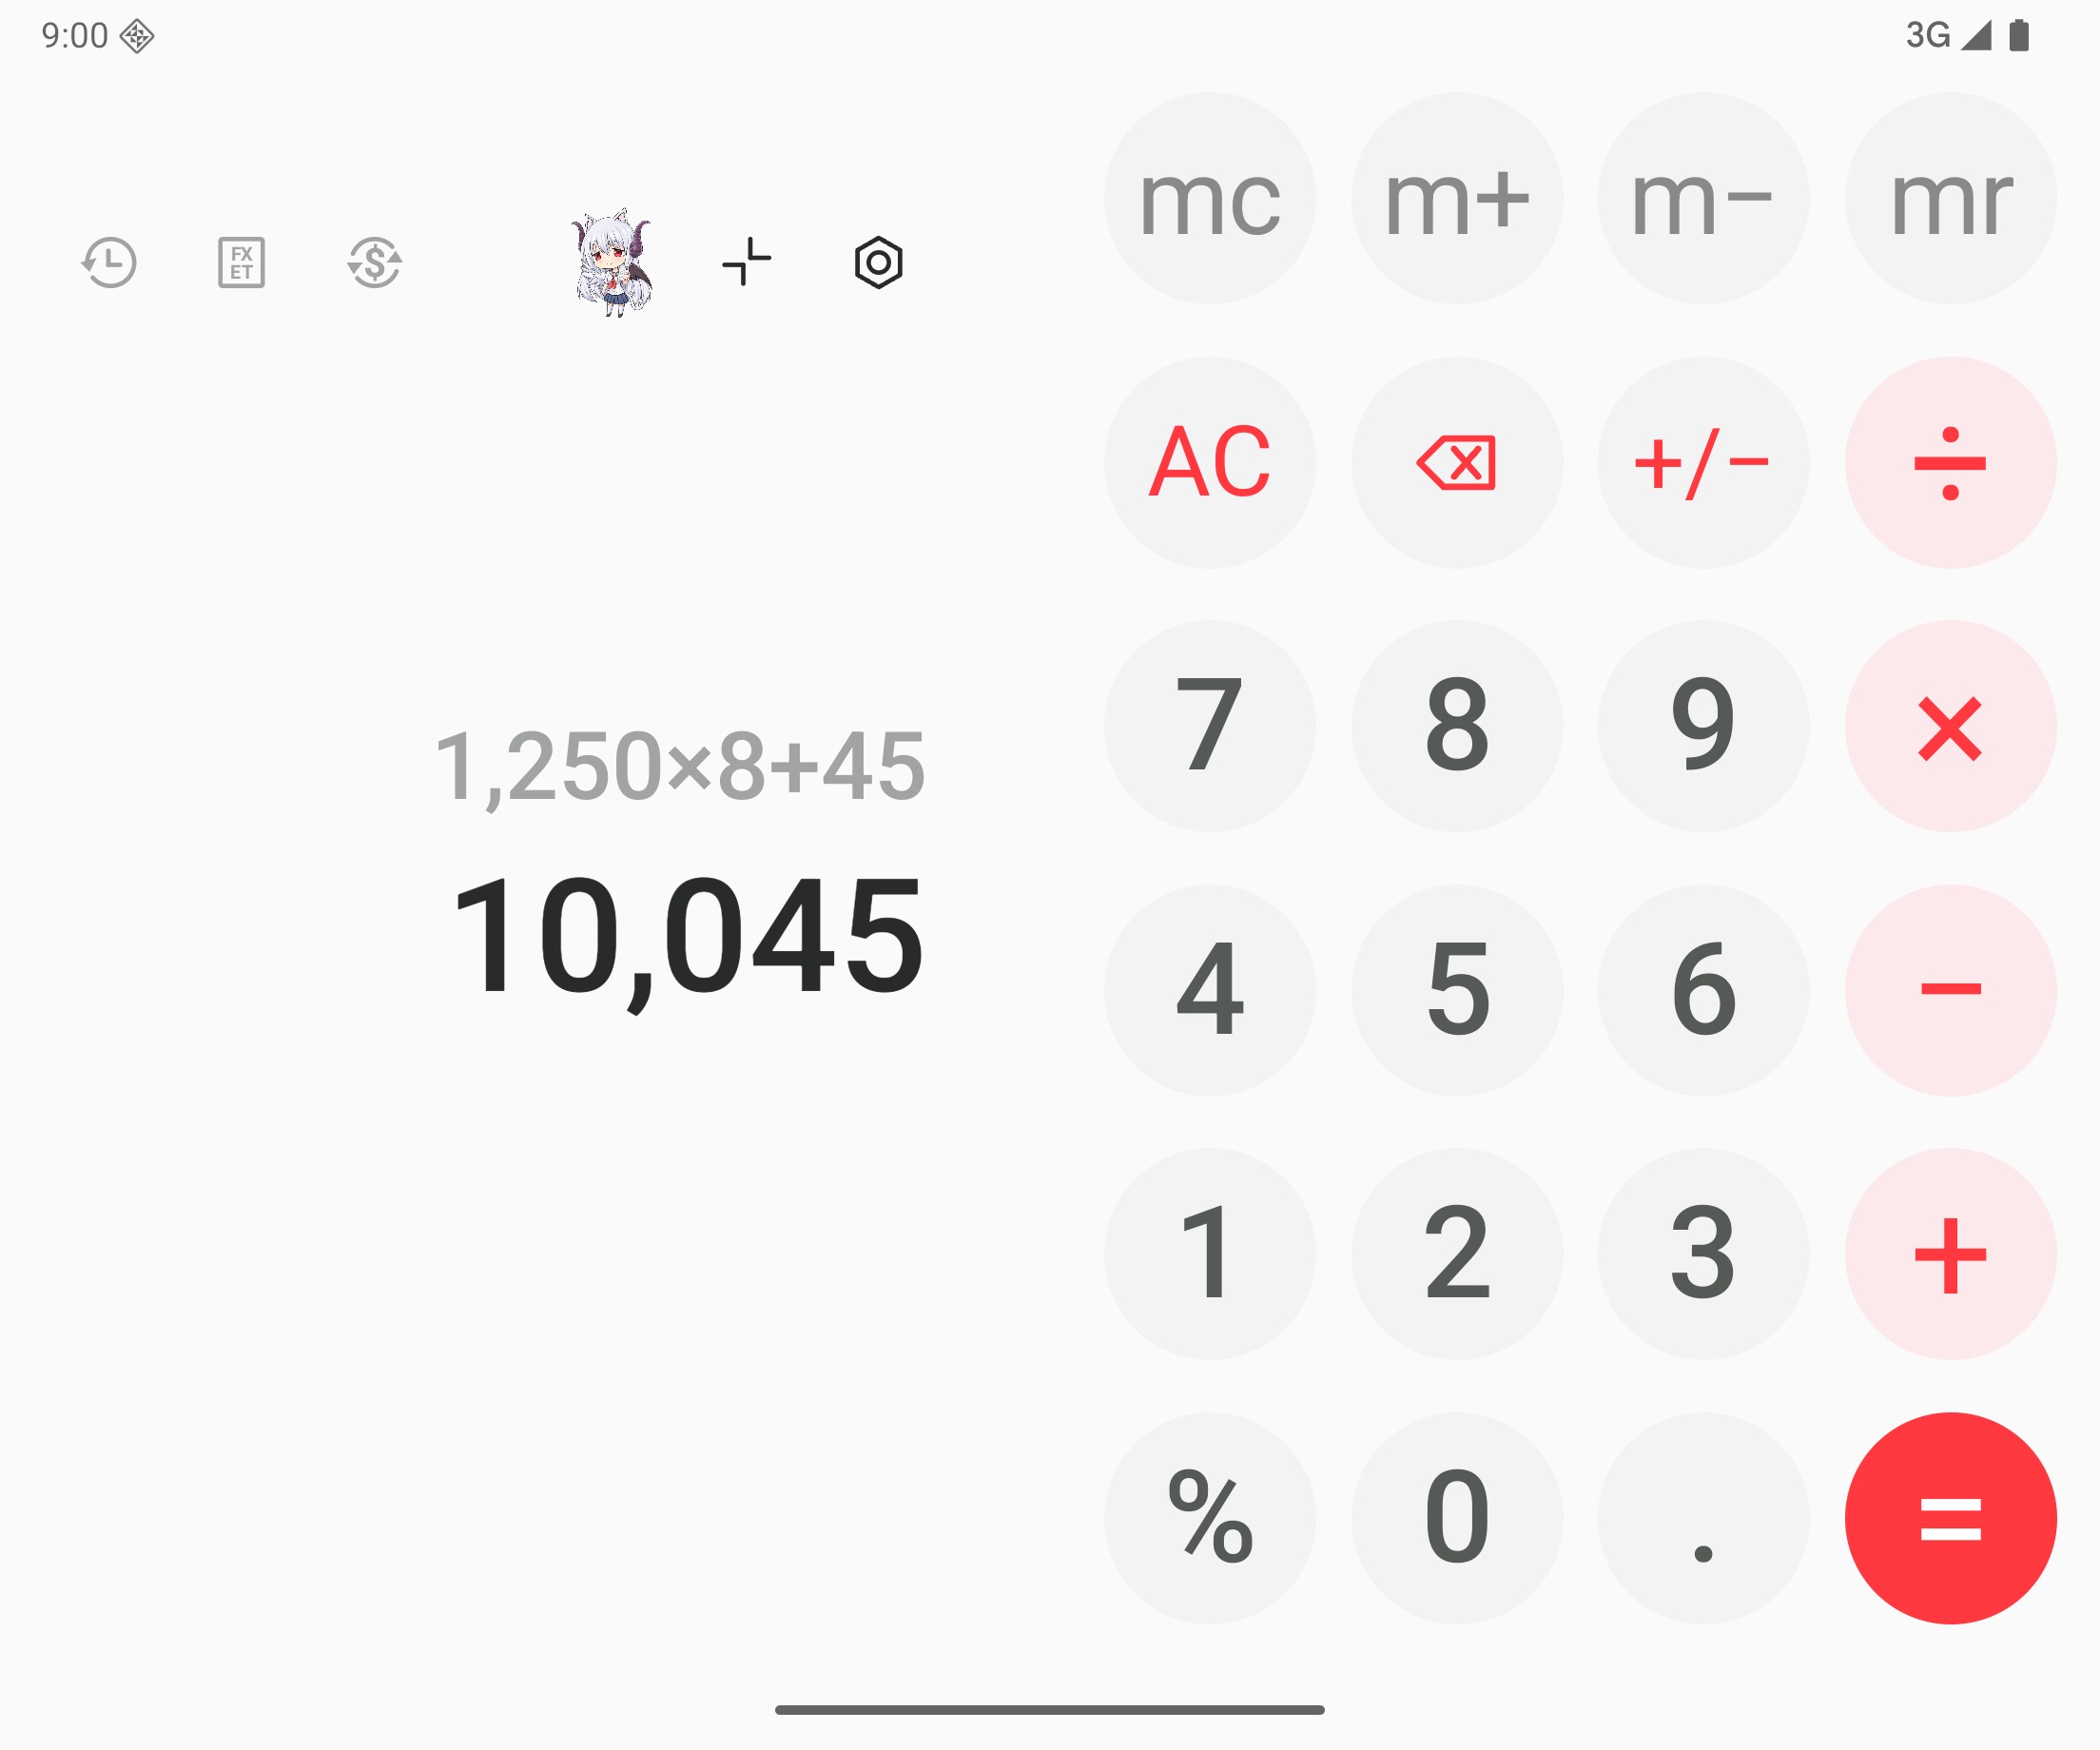 9:00
3G
FX
ET
$
1,250×8+45
10,045
mc m+ m− mr
AC +/− ÷
7 8 9 ×
4 5 6 −
1 2 3 +
% 0 . =